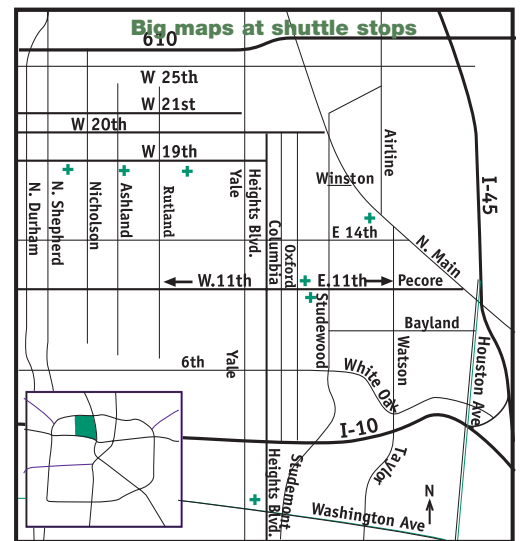 Big maps at shuttle stops
610
W 25th
W 21st
W 20th
W 19th
Airline
Winston
I-45
N. Durham
N. Shepherd
Nicholson
Ashland
Rutland
Yale
Heights Blvd.
Columbia
Oxford
E 14th
N. Main
W.11th
E.11th
Pecore
Studewood
Bayland
Watson
Houston Ave
6th
Yale
White Oak
I-10
Taylor
Heights Blvd.
Studemont
Washington Ave
N